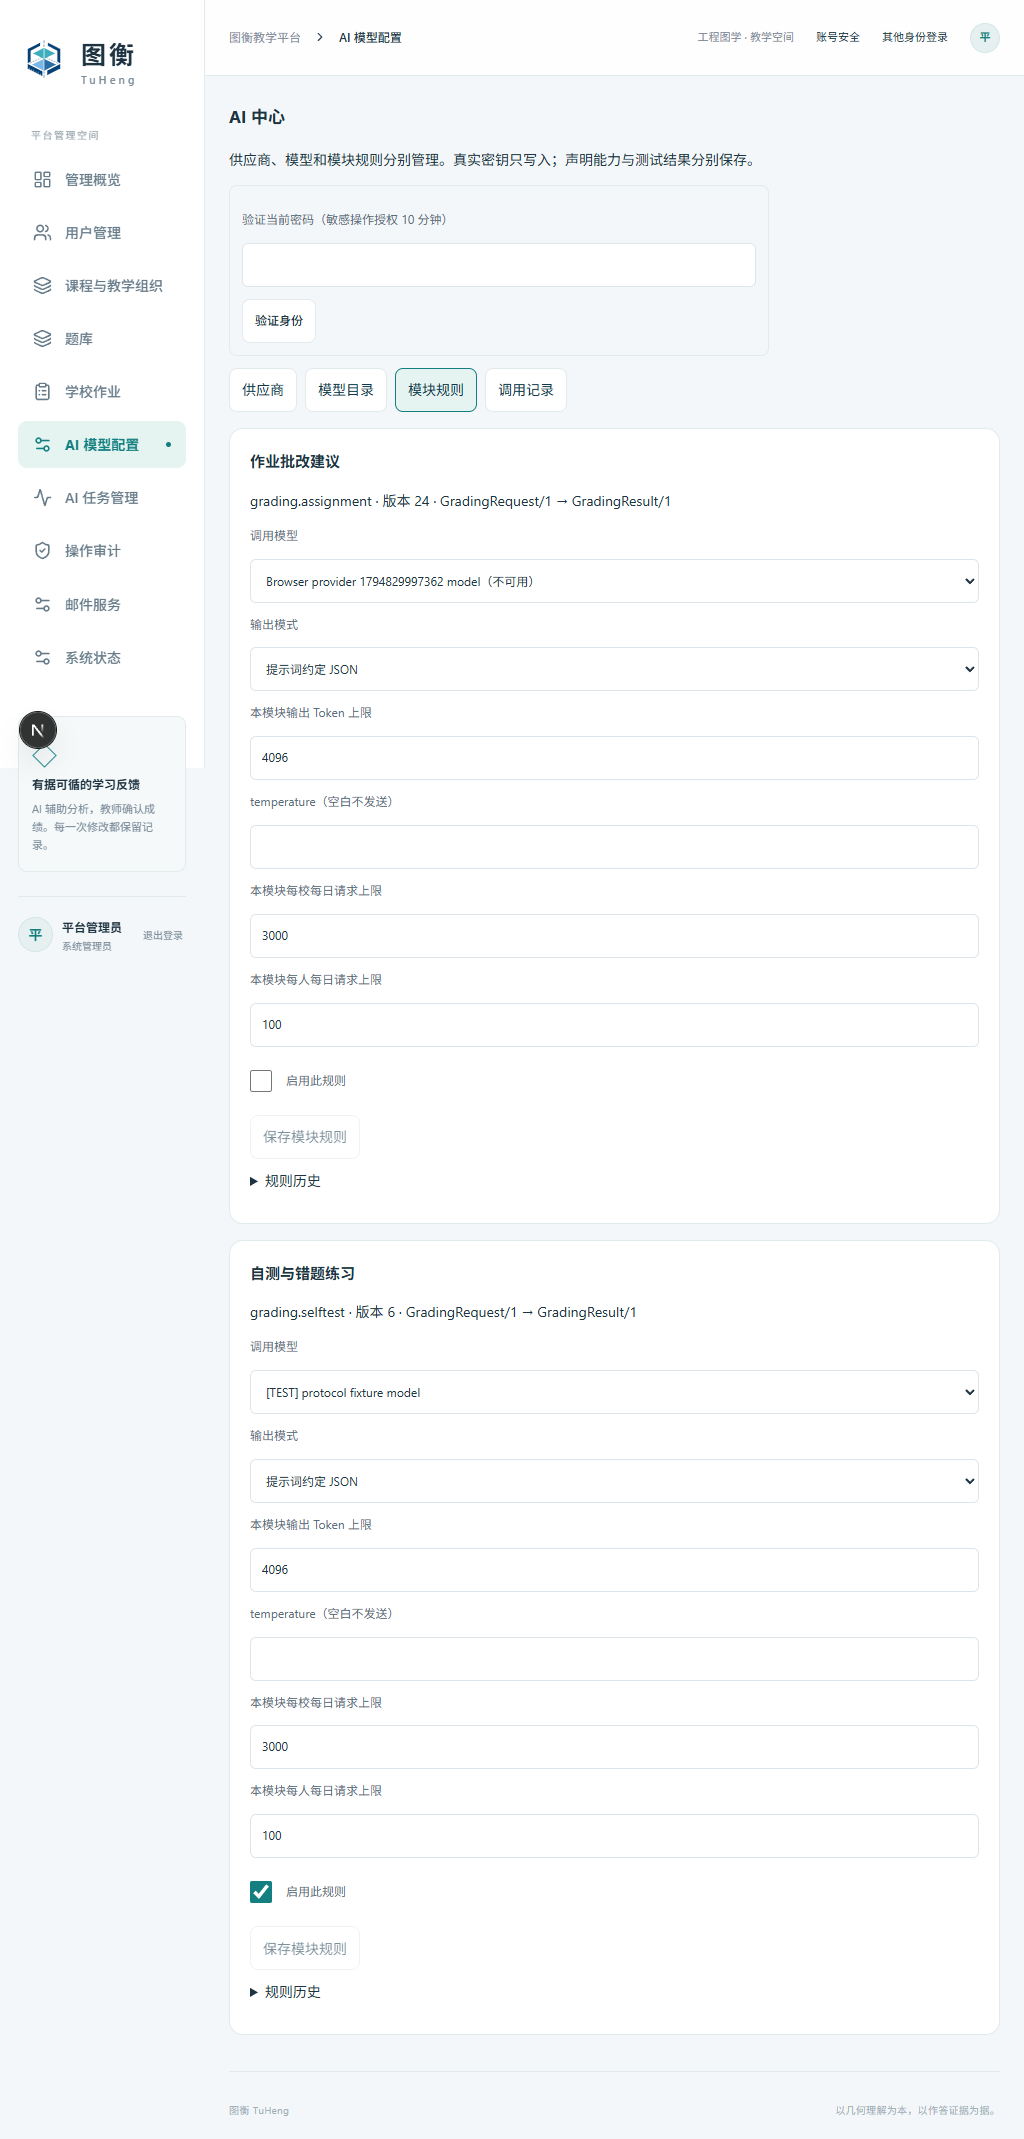 图衡
TuHeng
平台管理空间
管理概览
用户管理
课程与教学组织
题库
学校作业
AI 模型配置
AI 任务管理
操作审计
邮件服务
系统状态
N
有据可循的学习反馈
AI 辅助分析，教师确认成
绩。每一次修改都保留记
录。
平
平台管理员
系统管理员
退出登录
图衡教学平台
AI 模型配置
工程图学 · 教学空间
账号安全
其他身份登录
平
AI 中心
供应商、模型和模块规则分别管理。真实密钥只写入；声明能力与测试结果分别保存。
验证当前密码（敏感操作授权 10 分钟）
验证身份
供应商
模型目录
模块规则
调用记录
作业批改建议
grading.assignment · 版本 24 · GradingRequest/1 → GradingResult/1
调用模型
Browser provider 1794829997362 model（不可用）
输出模式
提示词约定 JSON
本模块输出 Token 上限
4096
temperature（空白不发送）
本模块每校每日请求上限
3000
本模块每人每日请求上限
100
启用此规则
保存模块规则
规则历史
自测与错题练习
grading.selftest · 版本 6 · GradingRequest/1 → GradingResult/1
调用模型
[TEST] protocol fixture model
输出模式
提示词约定 JSON
本模块输出 Token 上限
4096
temperature（空白不发送）
本模块每校每日请求上限
3000
本模块每人每日请求上限
100
启用此规则
保存模块规则
规则历史
图衡 TuHeng
以几何理解为本，以作答证据为据。